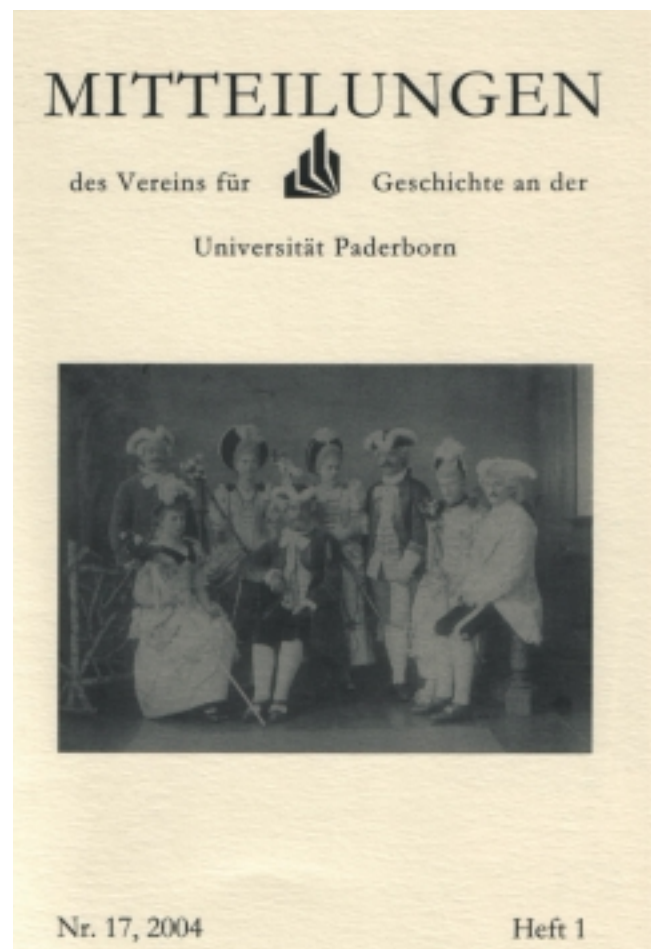 MITTEILUNGEN
des Vereins für Geschichte an der
Universität Paderborn
Nr. 17, 2004 Heft 1